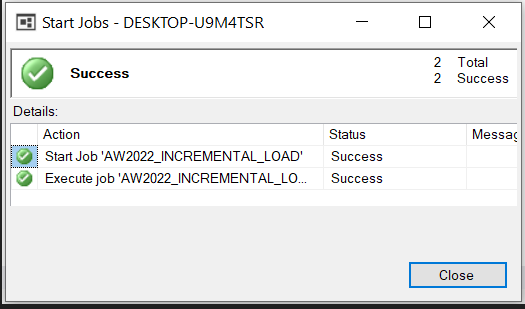 Start Jobs - DESKTOP-U9M4TSR
Success
2 Total
2 Success
Details:
Action Status Messag
Start Job 'AW2022_INCREMENTAL_LOAD' Success
Execute job 'AW2022_INCREMENTAL_LO... Success
Close